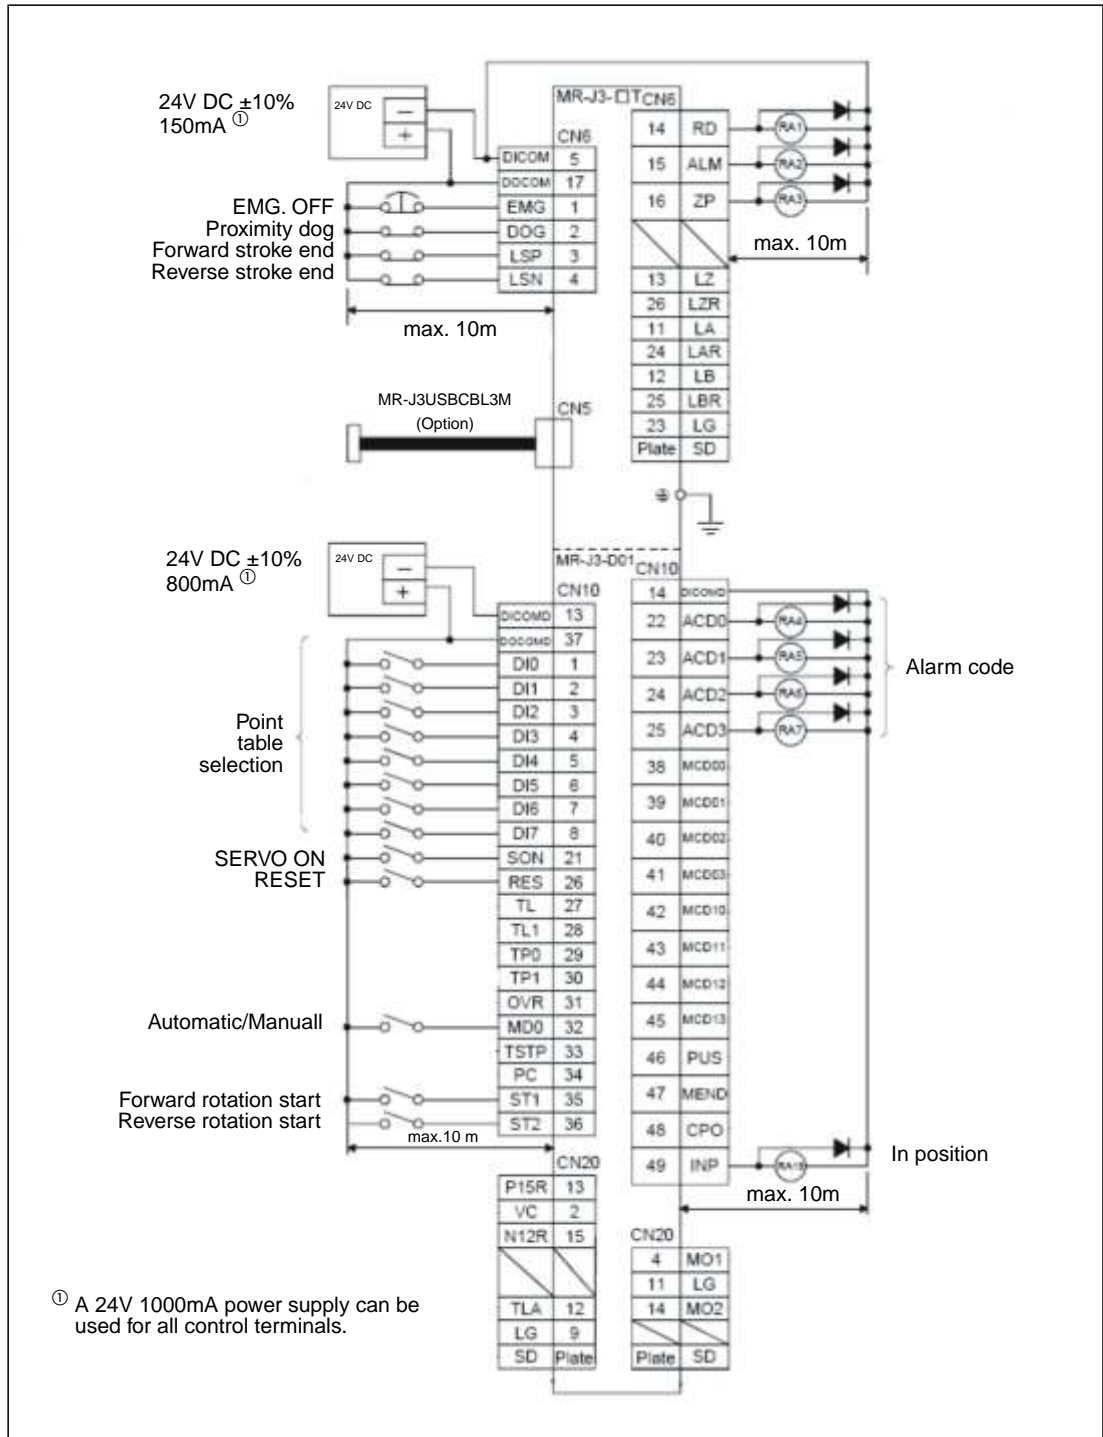 24V DC ±10%
150mA ①
24V DC
−
+
MR-J3-□T
CN6
DICOM 5
DOCOM 17
EMG. OFF EMG 1
Proximity dog DOG 2
Forward stroke end LSP 3
Reverse stroke end LSN 4
max. 10m
CN6
14 RD RA1
15 ALM RA2
16 ZP RA3
max. 10m
13 LZ
26 LZR
11 LA
24 LAR
12 LB
25 LBR
23 LG
Plate SD
MR-J3USBCBL3M
(Option)
CN5
24V DC ±10%
800mA ①
24V DC
−
+
MR-J3-D01
CN10
DICOMD 13
DOCOMD 37
Point
table
selection
DI0 1
DI1 2
DI2 3
DI3 4
DI4 5
DI5 6
DI6 7
DI7 8
SERVO ON SON 21
RESET RES 26
TL 27
TL1 28
TP0 29
TP1 30
OVR 31
Automatic/Manuall MD0 32
TSTP 33
PC 34
Forward rotation start ST1 35
Reverse rotation start ST2 36
max.10 m
CN10
14 DICOMD
22 ACD0 RA4
23 ACD1 RA5
24 ACD2 RA6
25 ACD3 RA7
Alarm code
38 MCD00
39 MCD01
40 MCD02
41 MCD03
42 MCD10
43 MCD11
44 MCD12
45 MCD13
46 PUS
47 MEND
48 CPO
49 INP
In position
max. 10m
CN20
P15R 13
VC 2
N12R 15
TLA 12
LG 9
SD Plate
CN20
4 MO1
11 LG
14 MO2
Plate SD
① A 24V 1000mA power supply can be
used for all control terminals.